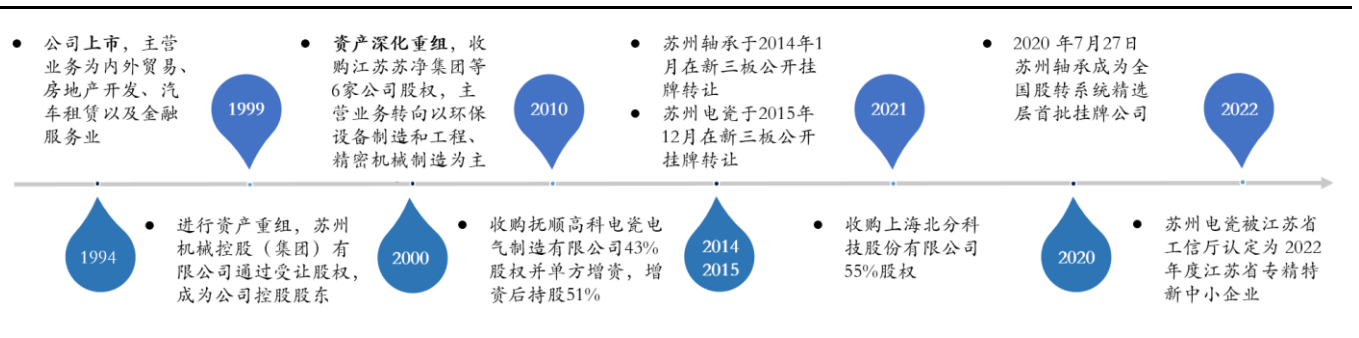 ● 公司上市，主营
业务为内外贸易、
房地产开发、汽
车租赁以及金融
服务业
1994
1999
● 进行资产重组，苏州
机械控股（集团）有
限公司通过受让股权，
成为公司控股股东
● 资产深化重组，收
购江苏苏净集团等
6家公司股权，主
营业务转向以环保
设备制造和工程、
精密机械制造为主
2000
2010
● 收购抚顺高科电瓷电
气制造有限公司43%
股权并单方增资，增
资后持股51%
● 苏州轴承于2014年1
月在新三板公开挂
牌转让
● 苏州电瓷于2015年
12月在新三板公开
挂牌转让
2014
2015
2021
● 收购上海北分科
技股份有限公司
55%股权
● 2020 年7月27日
苏州轴承成为全
国股转系统精选
层首批挂牌公司
2020
2022
● 苏州电瓷被江苏省
工信厅认定为 2022
年度江苏省专精特
新中小企业